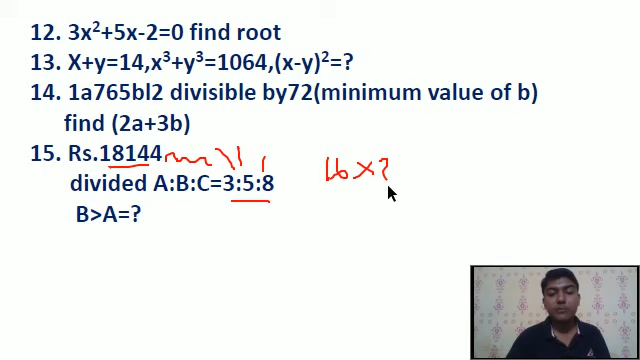 12. 3x²+5x-2=0 find root
13. X+y=14,x³+y³=1064,(x-y)²=?
14. 1a765bl2 divisible by72(minimum value of b)
find (2a+3b)
15. Rs.18144
divided A:B:C=3:5:8
16 x ?
B>A=?